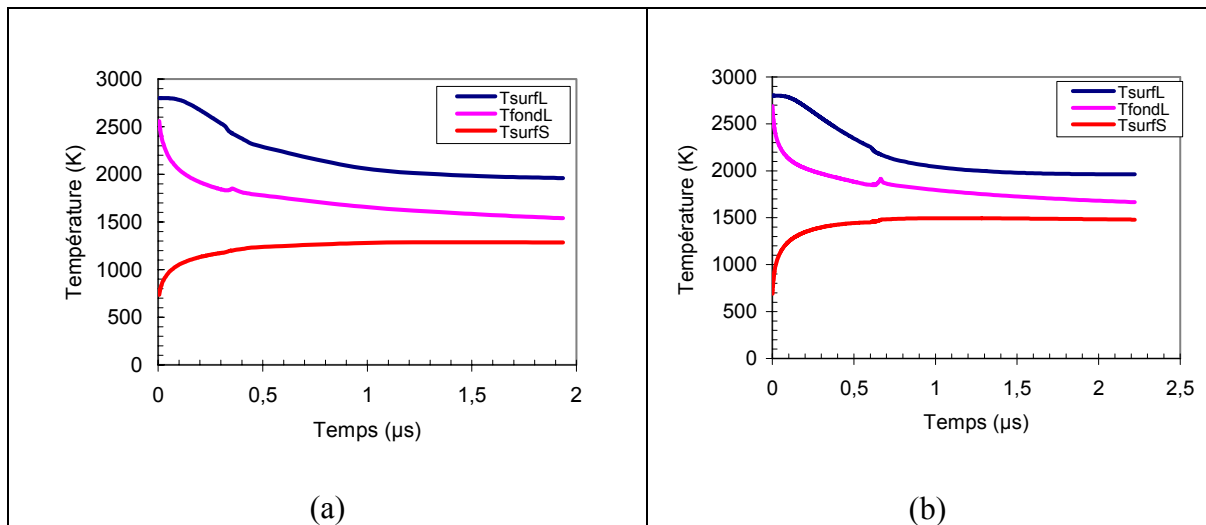 3000
2500
2000
1500
1000
500
0
Température (K)
TsurfL
TfondL
TsurfS
0 0,5 1 1,5 2
Temps (µs)
(a)
3000
2500
2000
1500
1000
500
0
Température (K)
TsurfL
TfondL
TsurfS
0 0,5 1 1,5 2 2,5
Temps (µs)
(b)